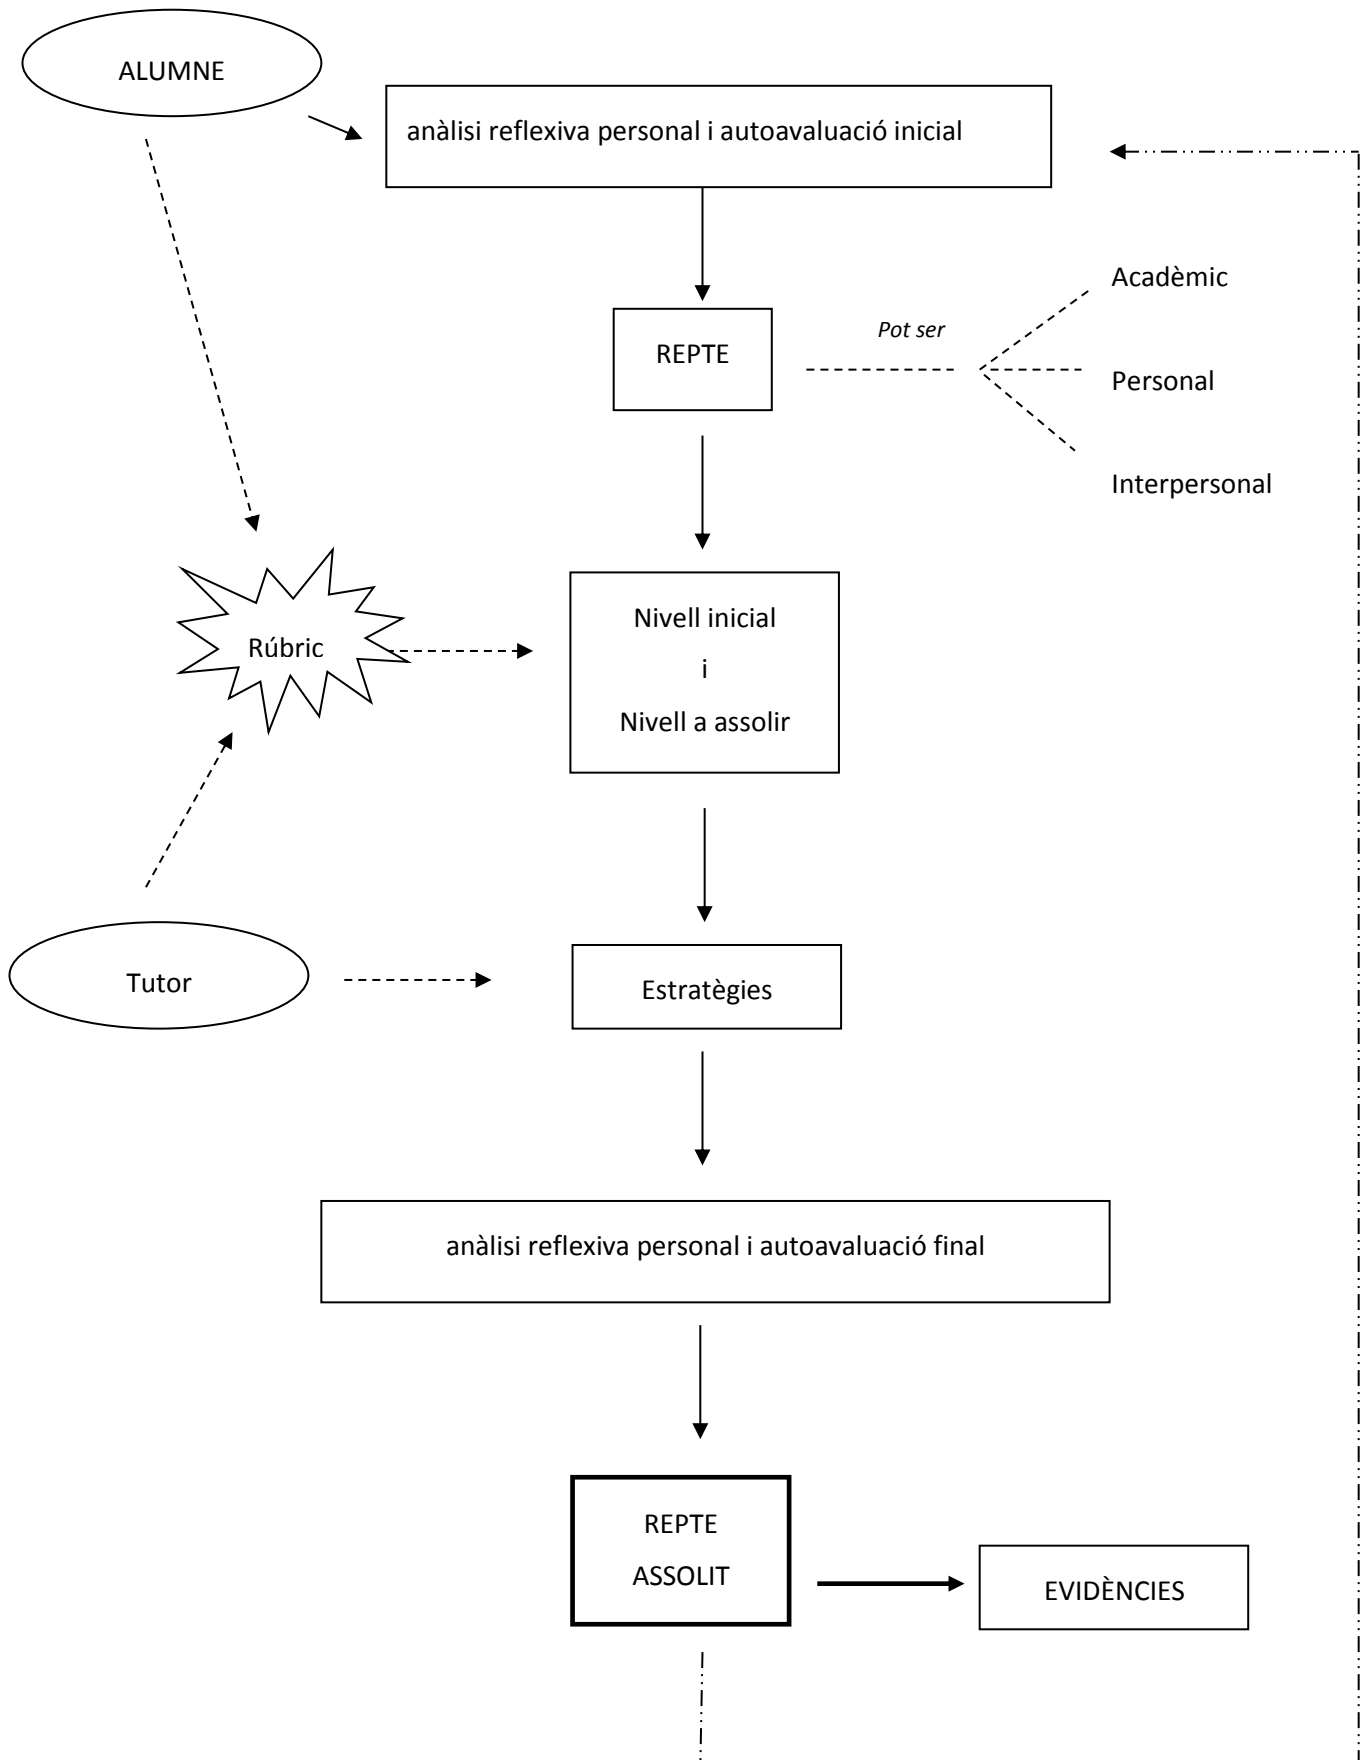 ALUMNE
anàlisi reflexiva personal i autoavaluació inicial
Acadèmic
Pot ser
REPTE
Personal
Interpersonal
Nivell inicial
Rúbric
i
Nivell a assolir
Tutor
Estratègies
anàlisi reflexiva personal i autoavaluació final
REPTE
ASSOLIT
EVIDÈNCIES